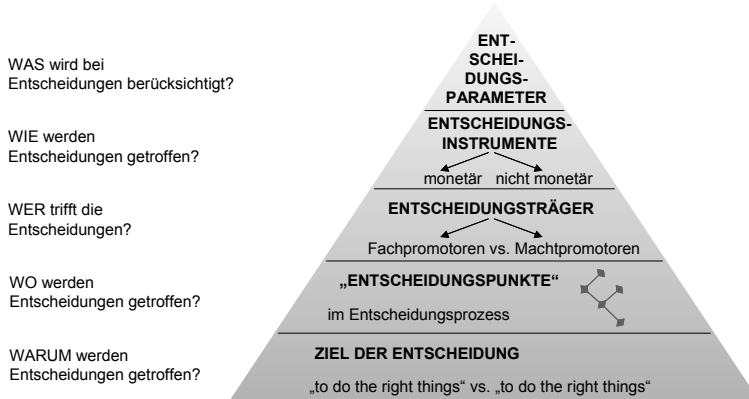 WAS wird bei
Entscheidungen berücksichtigt?
ENT-
SCHEI-
DUNGS-
PARAMETER
WIE werden
Entscheidungen getroffen?
ENTSCHEIDUNGS-
INSTRUMENTE
monetär nicht monetär
WER trifft die
Entscheidungen?
ENTSCHEIDUNGSTRÄGER
Fachpromotoren vs. Machtpromotoren
WO werden
Entscheidungen getroffen?
„ENTSCHEIDUNGSPUNKTE“
im Entscheidungsprozess
WARUM werden
Entscheidungen getroffen?
ZIEL DER ENTSCHEIDUNG
„to do the right things“ vs. „to do the right things“